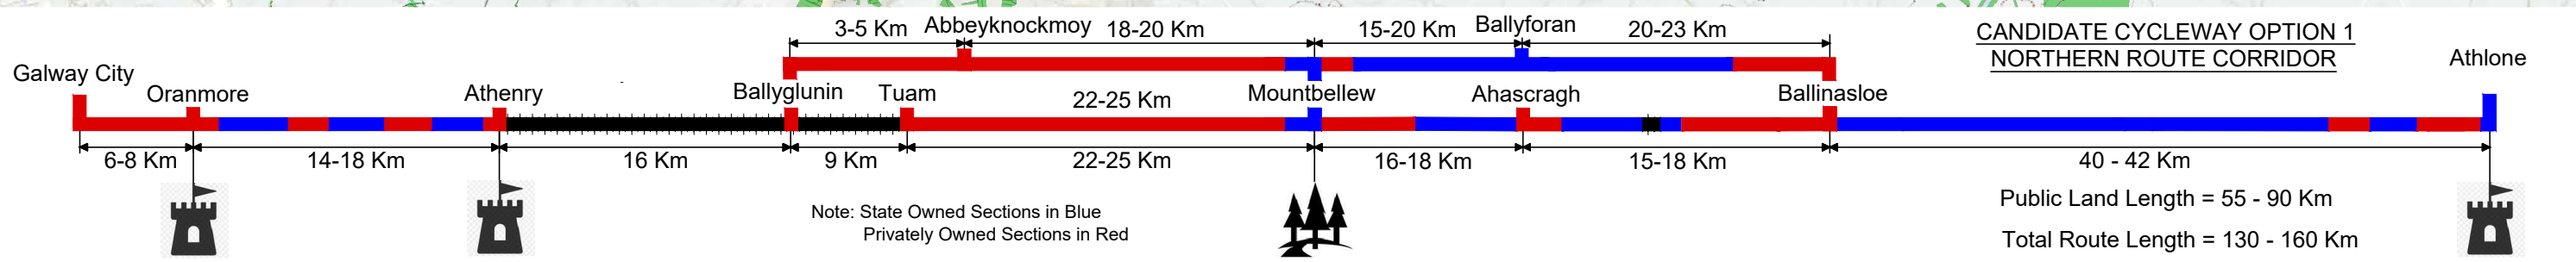 3-5 Km
Abbeyknockmoy
18-20 Km
15-20 Km
Ballyforan
20-23 Km
CANDIDATE CYCLEWAY OPTION 1
NORTHERN ROUTE CORRIDOR
Galway City
Athlone
Oranmore
Athenry
Ballyglunin
Tuam
22-25 Km
Mountbellew
Ahascragh
Ballinasloe
6-8 Km
14-18 Km
16 Km
9 Km
22-25 Km
16-18 Km
15-18 Km
40 - 42 Km
Note: State Owned Sections in Blue
Privately Owned Sections in Red
Public Land Length = 55 - 90 Km
Total Route Length = 130 - 160 Km